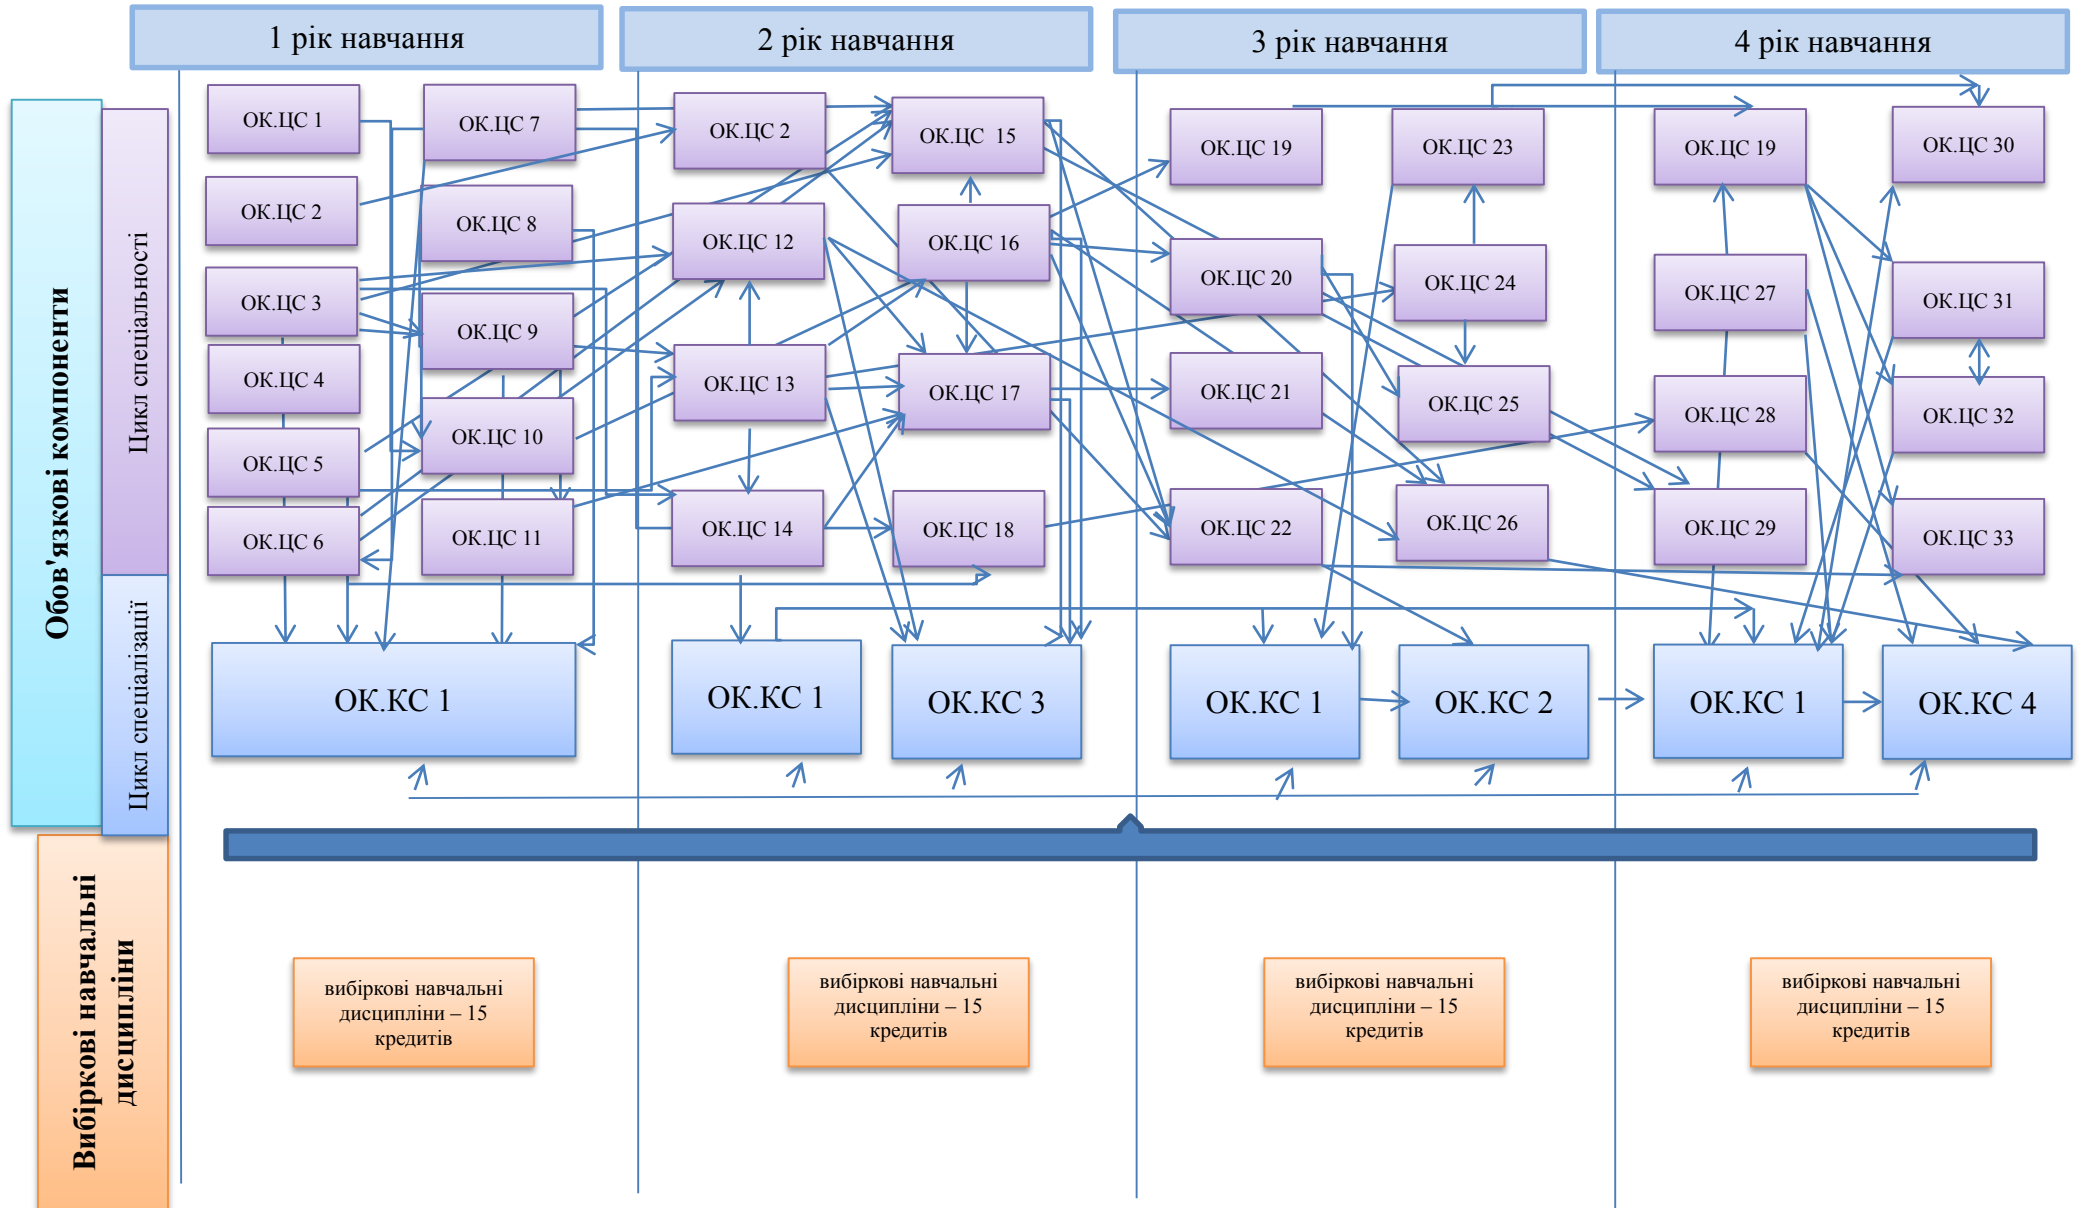 1 рік навчання
2 рік навчання
3 рік навчання
4 рік навчання
Обов'язкові компоненти
Цикл спеціальності
Цикл спеціалізації
Вибіркові навчальні
дисципліни
ОК.ЦС 1
ОК.ЦС 2
ОК.ЦС 3
ОК.ЦС 4
ОК.ЦС 5
ОК.ЦС 6
ОК.ЦС 7
ОК.ЦС 8
ОК.ЦС 9
ОК.ЦС 10
ОК.ЦС 11
ОК.КС 1
ОК.ЦС 2
ОК.ЦС 12
ОК.ЦС 13
ОК.ЦС 14
ОК.ЦС 15
ОК.ЦС 16
ОК.ЦС 17
ОК.ЦС 18
ОК.КС 1
ОК.КС 3
ОК.ЦС 19
ОК.ЦС 20
ОК.ЦС 21
ОК.ЦС 22
ОК.ЦС 23
ОК.ЦС 24
ОК.ЦС 25
ОК.ЦС 26
ОК.КС 1
ОК.КС 2
ОК.ЦС 19
ОК.ЦС 27
ОК.ЦС 28
ОК.ЦС 29
ОК.ЦС 30
ОК.ЦС 31
ОК.ЦС 32
ОК.ЦС 33
ОК.КС 1
ОК.КС 4
вибіркові навчальні
дисципліни – 15
кредитів
вибіркові навчальні
дисципліни – 15
кредитів
вибіркові навчальні
дисципліни – 15
кредитів
вибіркові навчальні
дисципліни – 15
кредитів